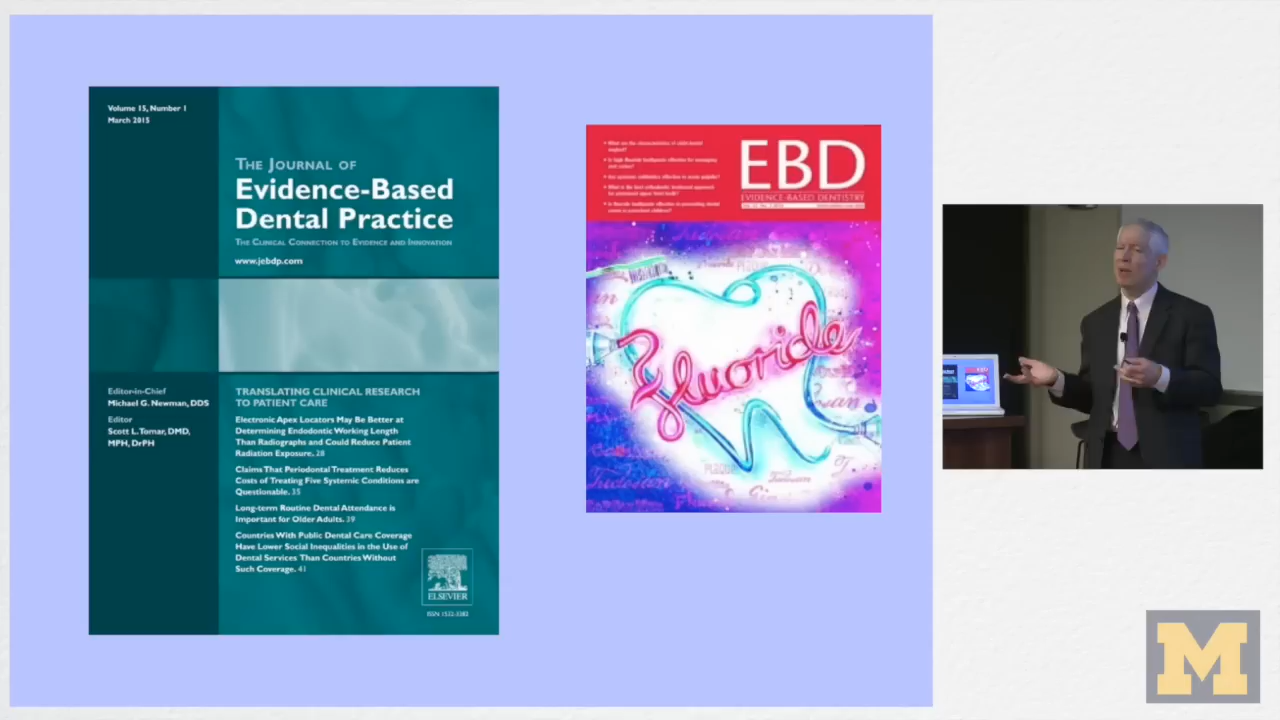 Volume 15, Number 1
March 2015
THE JOURNAL OF
Evidence-Based
Dental Practice
THE CLINICAL CONNECTION TO EVIDENCE AND INNOVATION
www.jebdp.com
Editor-in-Chief
Michael G. Newman, DDS
Editor
Scott L. Tomar, DMD,
MPH, DrPH
TRANSLATING CLINICAL RESEARCH
TO PATIENT CARE
Electronic Apex Locators May Be Better at
Determining Endodontic Working Length
Than Radiographs and Could Reduce Patient
Radiation Exposure. 28
Claims That Periodontal Treatment Reduces
Costs of Treating Five Systemic Conditions are
Questionable. 35
Long-term Routine Dental Attendance is
Important for Older Adults. 39
Countries With Public Dental Care Coverage
Have Lower Social Inequalities in the Use of
Dental Services Than Countries Without
Such Coverage. 41
ELSEVIER
EBD
EVIDENCE-BASED DENTISTRY
Fluoride
M